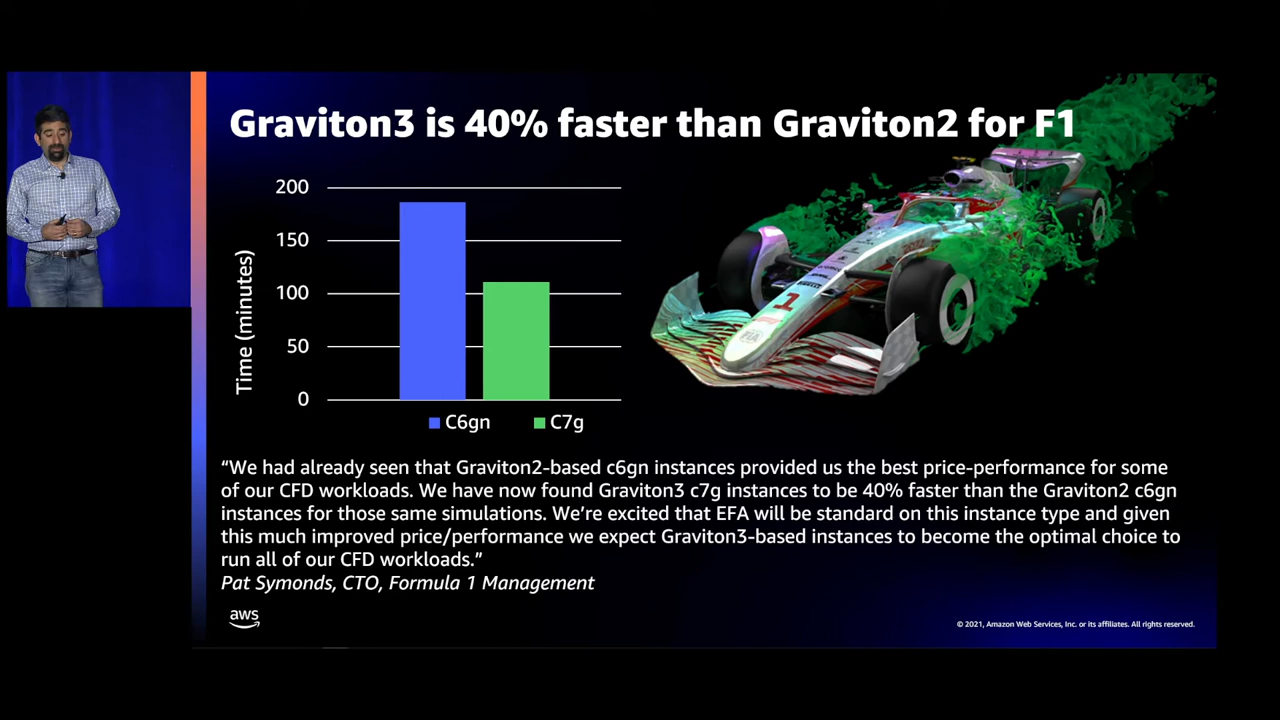 Graviton3 is 40% faster than Graviton2 for F1
200
150
100
50
0
Time (minutes)
C6gn
C7g
1
FIA
“We had already seen that Graviton2-based c6gn instances provided us the best price-performance for some
of our CFD workloads. We have now found Graviton3 c7g instances to be 40% faster than the Graviton2 c6gn
instances for those same simulations. We’re excited that EFA will be standard on this instance type and given
this much improved price/performance we expect Graviton3-based instances to become the optimal choice to
run all of our CFD workloads.”
Pat Symonds, CTO, Formula 1 Management
aws
© 2021, Amazon Web Services, Inc. or its affiliates. All rights reserved.